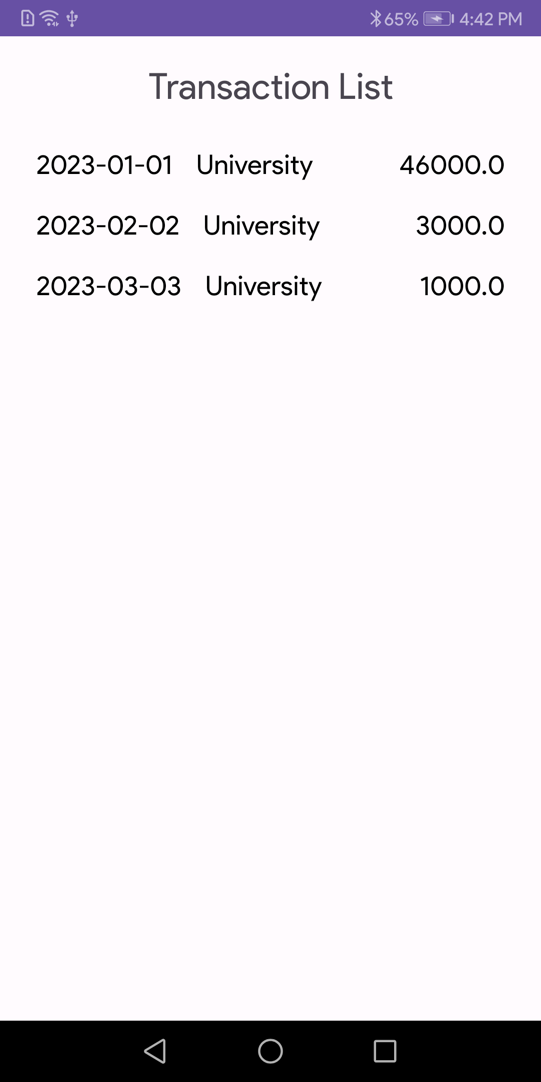 65% 4:42 PM
Transaction List
2023-01-01 University 46000.0
2023-02-02 University 3000.0
2023-03-03 University 1000.0